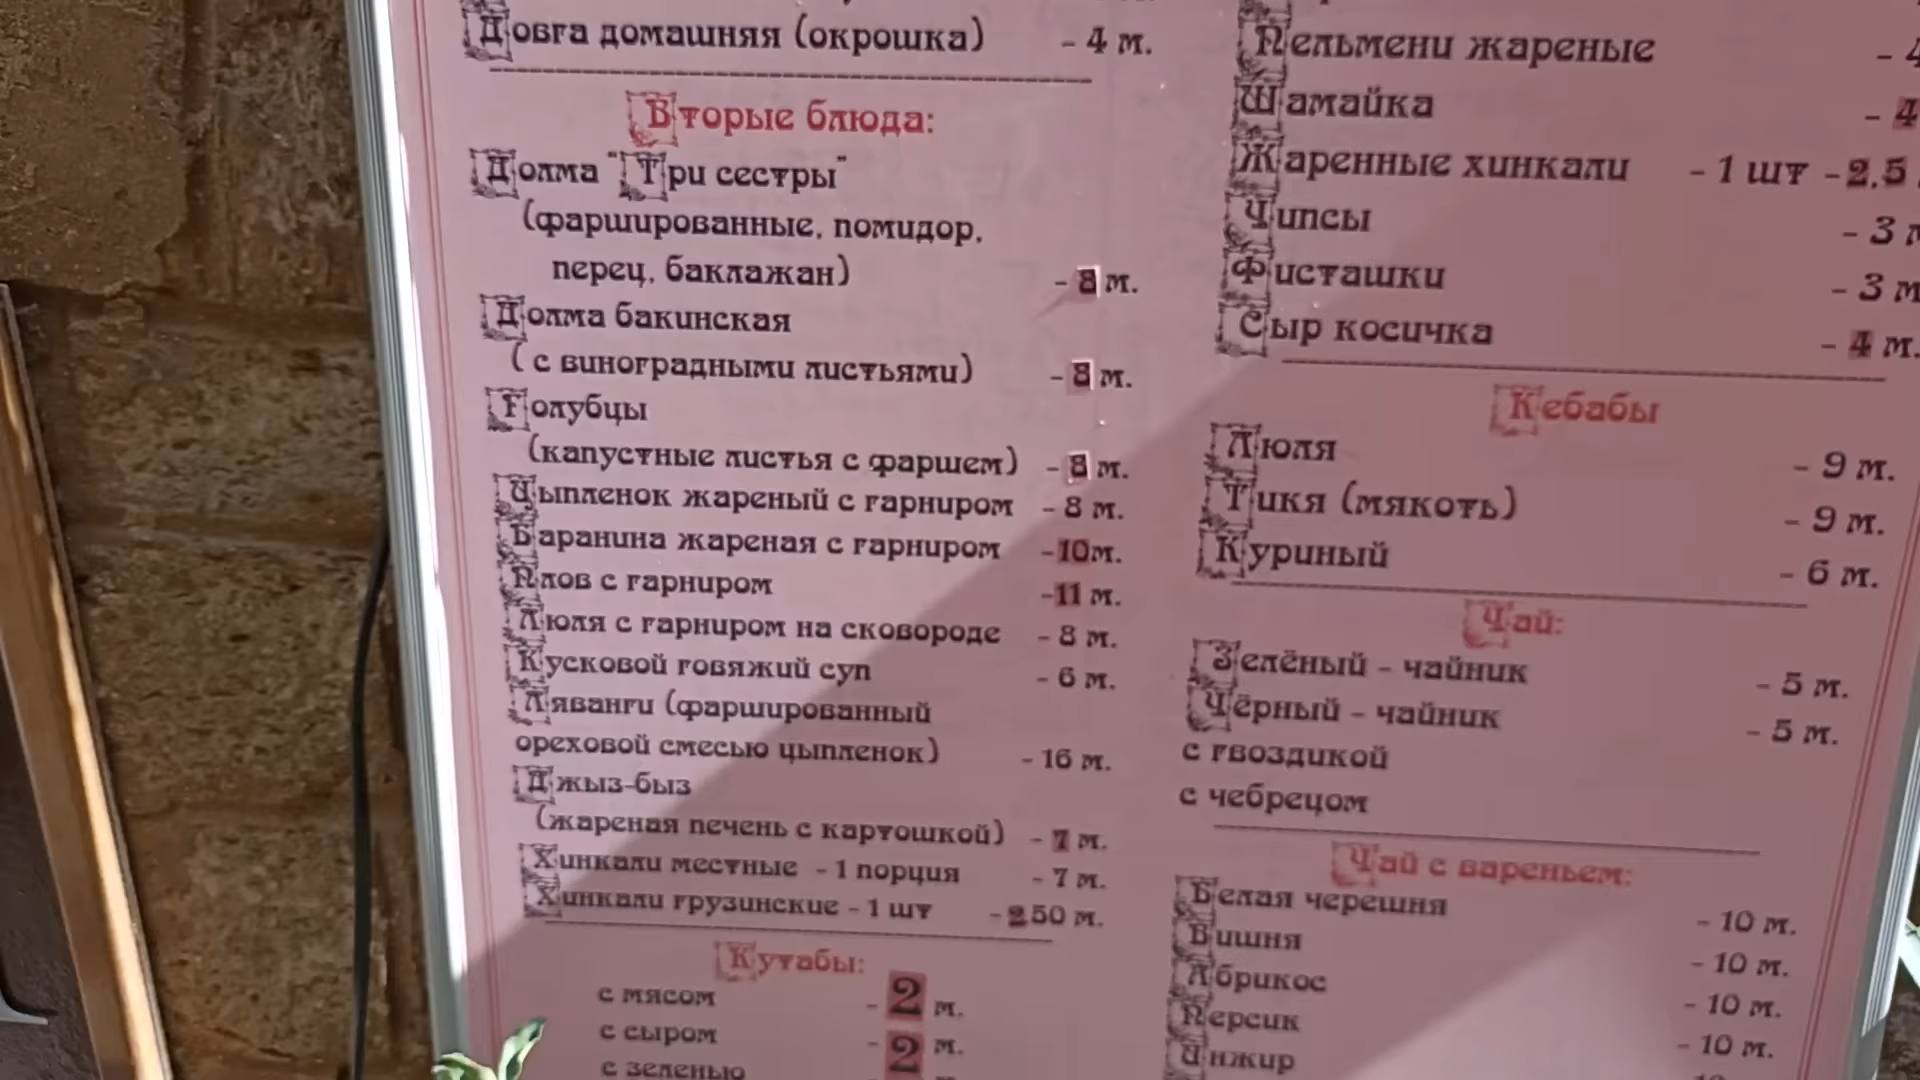 Довга домашняя (окрошка) - 4 м.
Вторые блюда:
Долма "Три сестры"
(фаршированные, помидор,
перец, баклажан) - 8 м.
Долма бакинская
(с виноградными листьями) - 8 м.
Голубцы
(капустные листья с фаршем) - 8 м.
Цыпленок жареный с гарниром - 8 м.
Баранина жареная с гарниром -10м.
Плов с гарниром -11 м.
Люля с гарниром на сковороде - 8 м.
Кусковой говяжий суп - 6 м.
Ляванги (фаршированный
ореховой смесью цыпленок) - 16 м.
Джыз-быз
(жареная печень с картошкой) - 7 м.
Хинкали местные - 1 порция - 7 м.
Хинкали грузинские - 1 шт - 250 м.
Кутабы:
с мясом - 2 м.
с сыром - 2 м.
с зеленью
Пельмени жареные - 4
Шамайка - 4
Жаренные хинкали - 1 шт - 2,5
Чипсы - 3 м
Фисташки - 3 м
Сыр косичка - 4 м.
Кебабы
Люля - 9 м.
Тикя (мякоть) - 9 м.
Куриный - 6 м.
Чай:
Зелёный - чайник - 5 м.
Чёрный - чайник - 5 м.
с гвоздикой
с чебрецом
Чай с вареньем:
Белая черешня - 10 м.
Вишня - 10 м.
Абрикос - 10 м.
Персик - 10 м.
Инжир